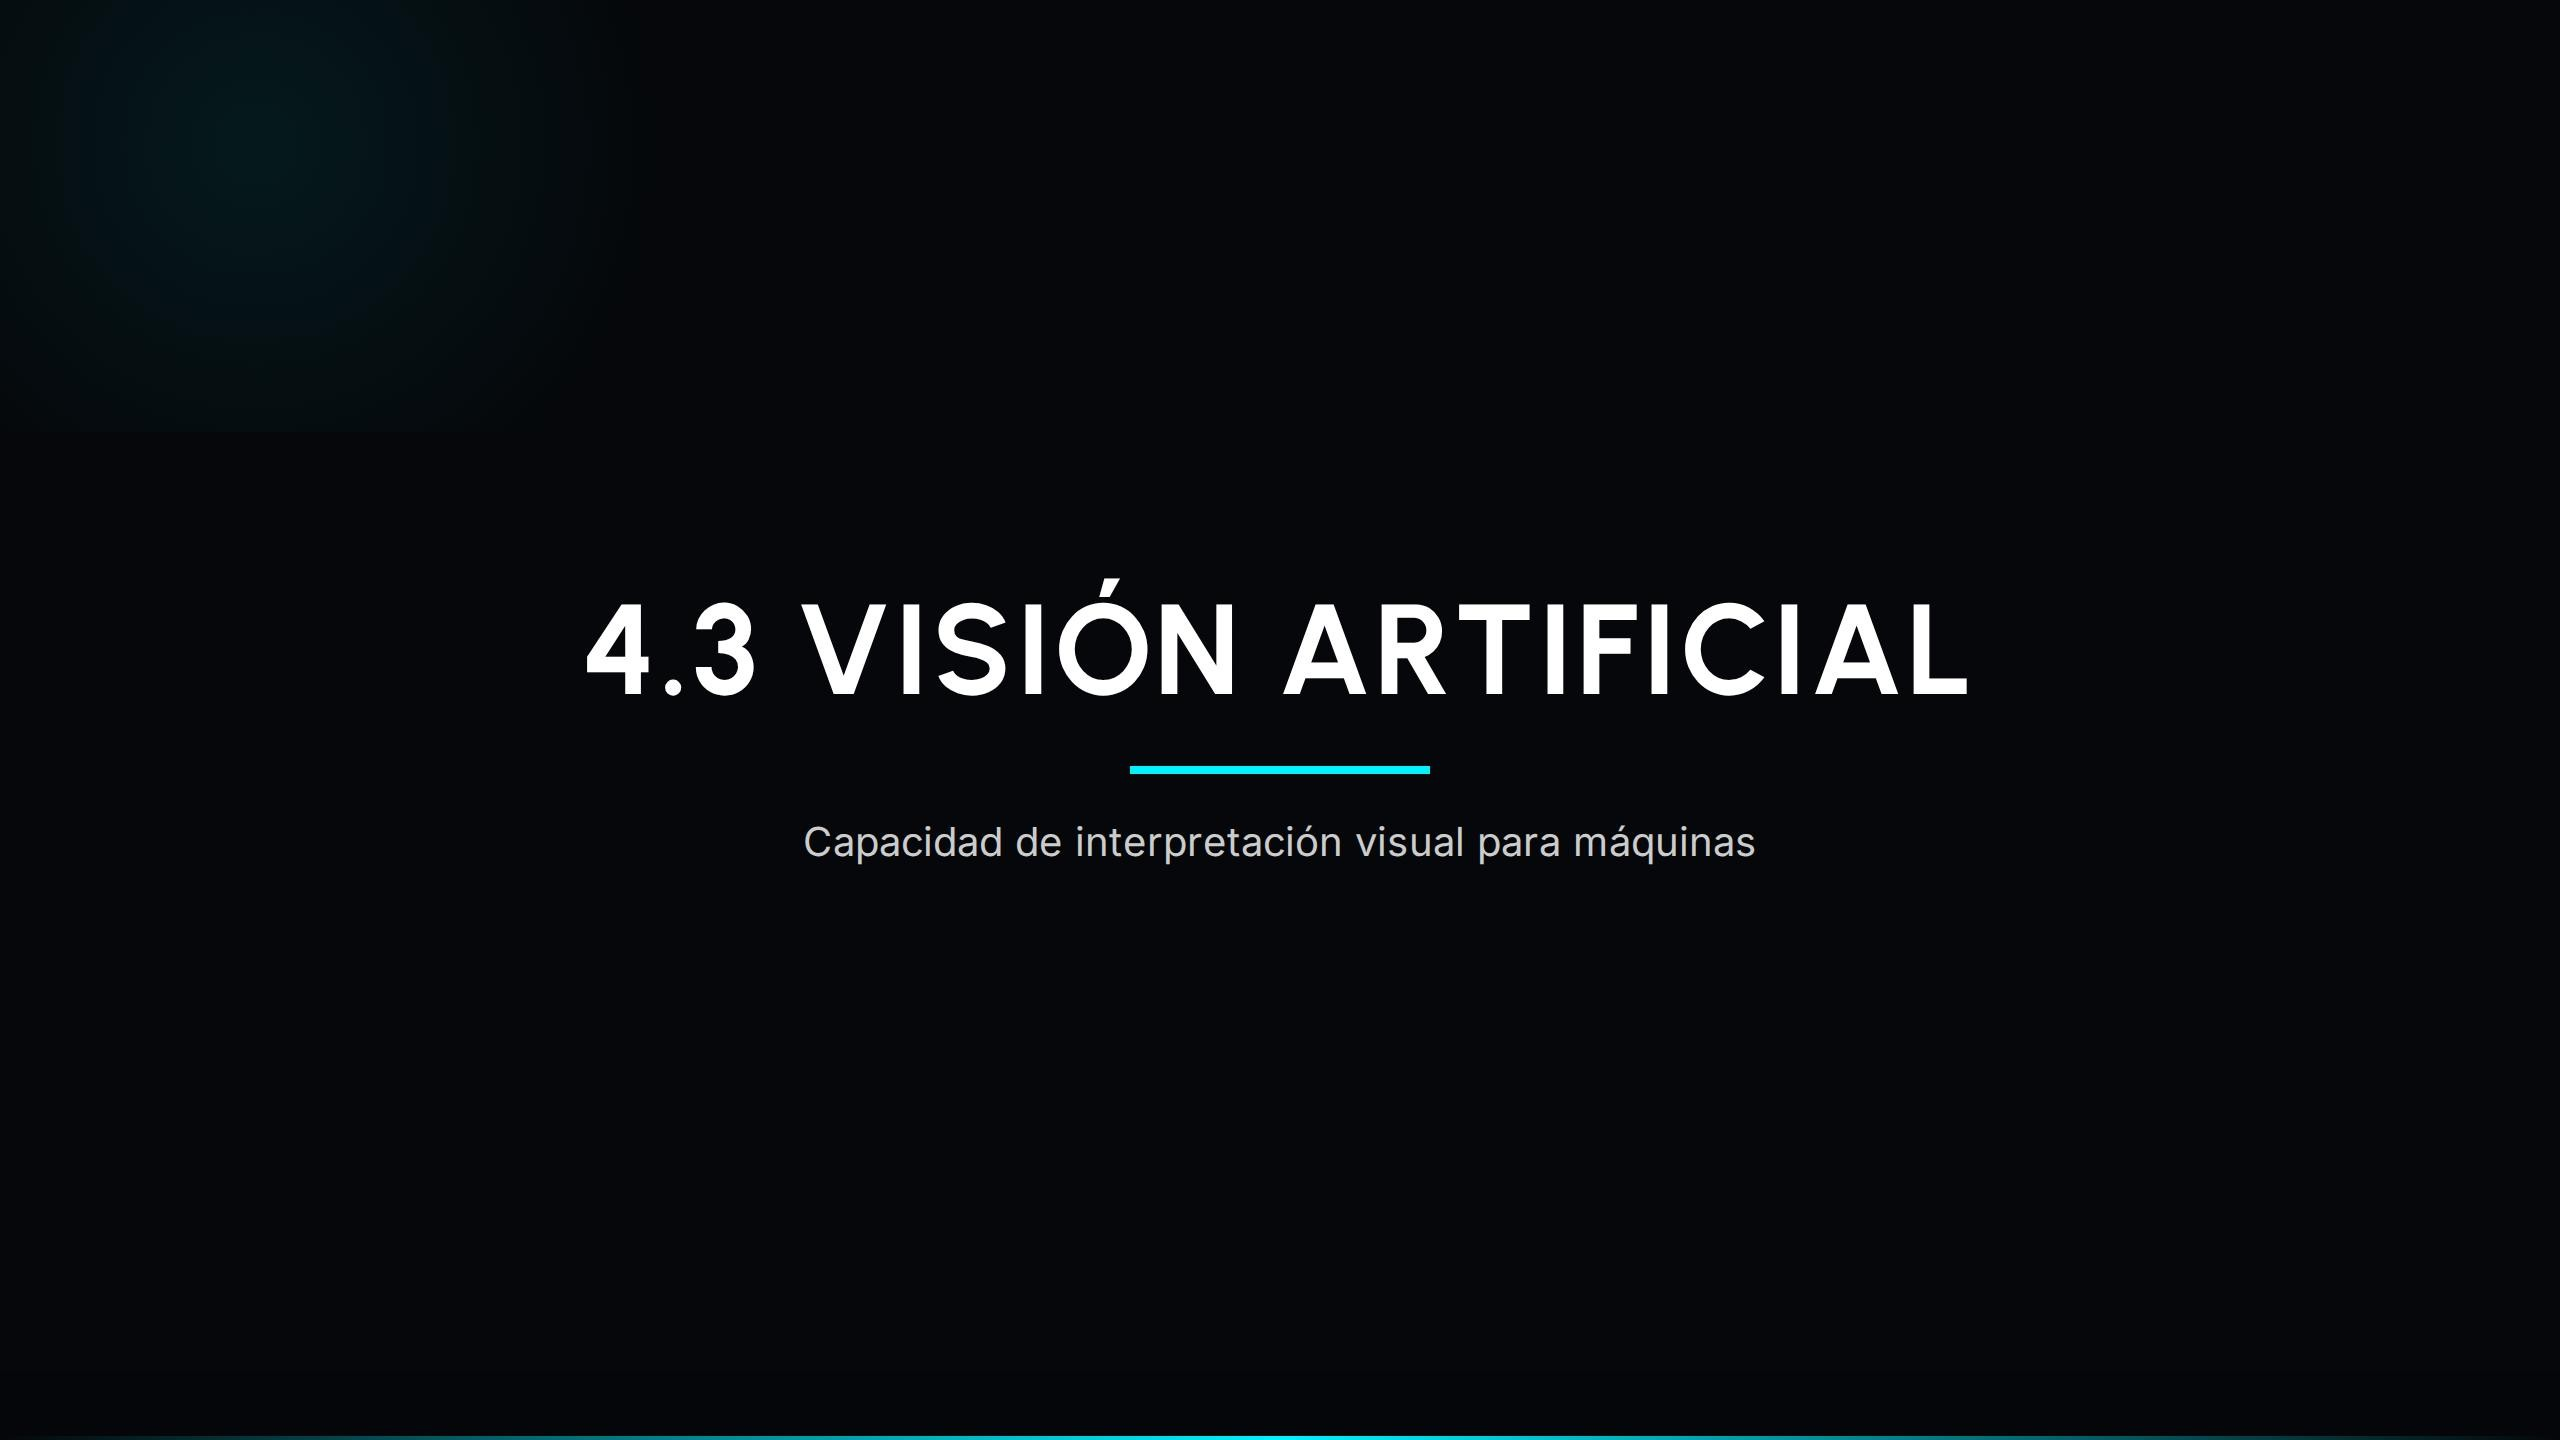 4.3 VISIÓN ARTIFICIAL
Capacidad de interpretación visual para máquinas